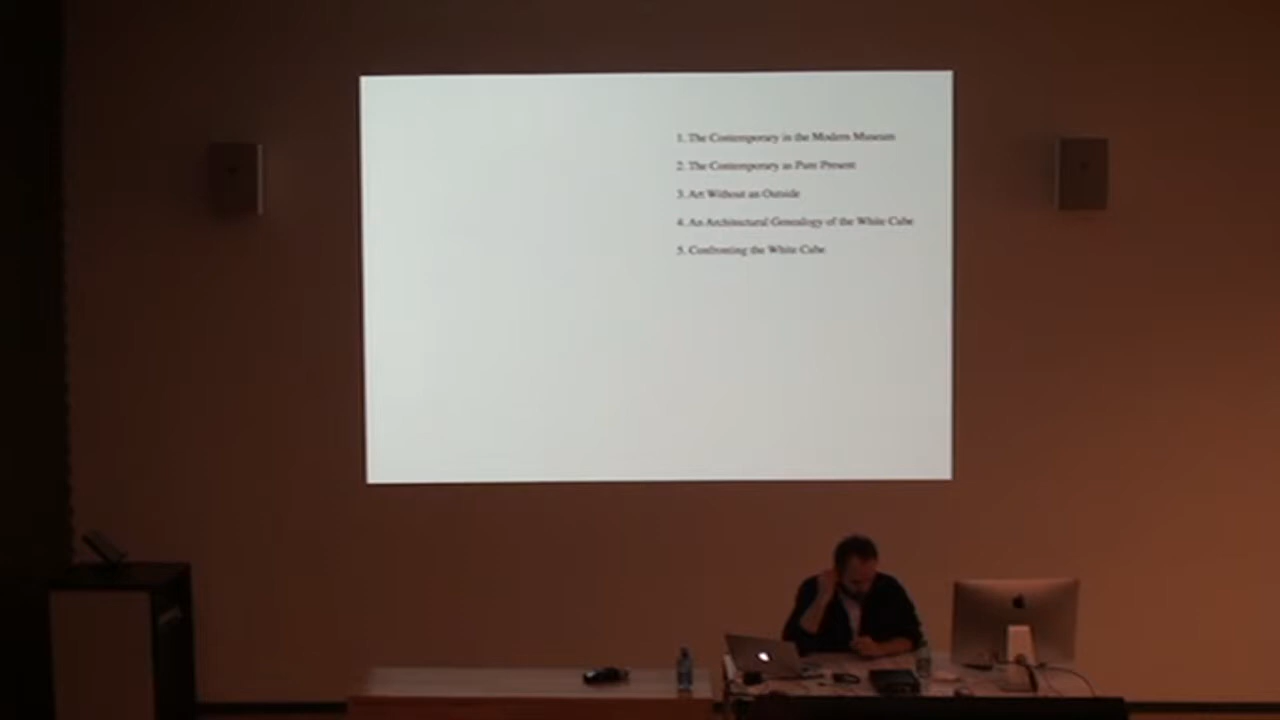 1. The Contemporary in the Modern Museum
2. The Contemporary as Pure Present
3. Art Without an Outside
4. An Architectural Genealogy of the White Cube
5. Confronting the White Cube